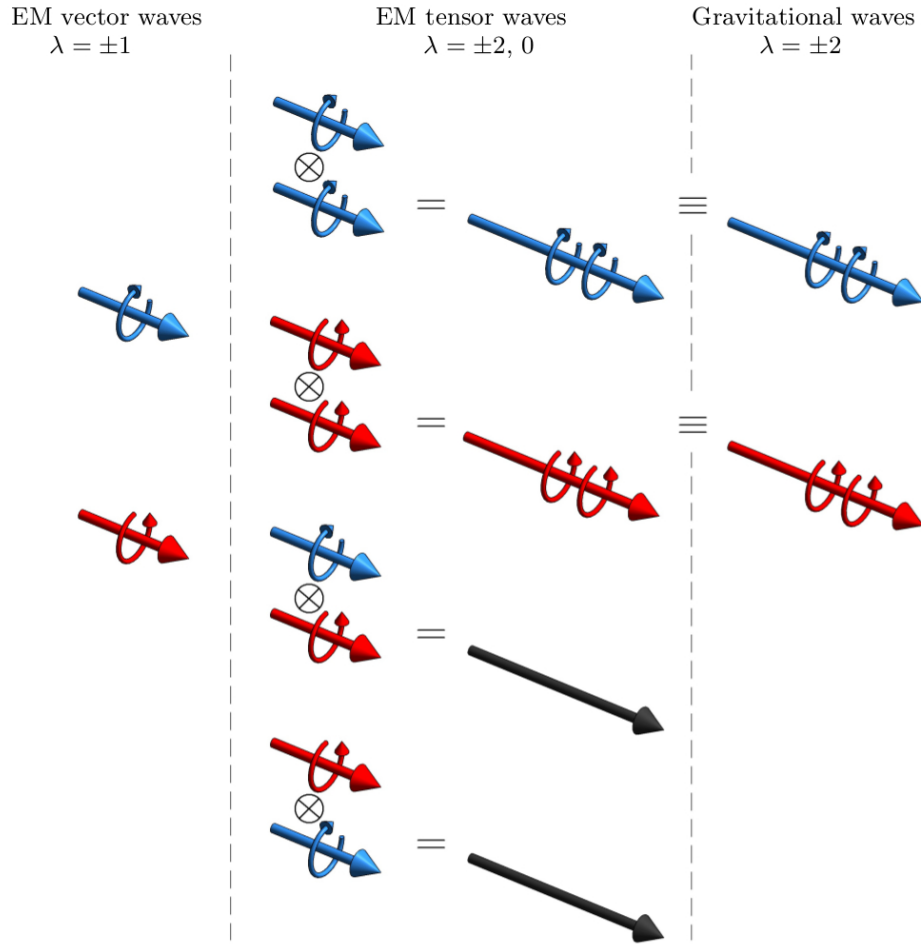 EM vector waves
λ = ±1
EM tensor waves
λ = ±2, 0
Gravitational waves
λ = ±2
⊗
= ≡
⊗
= ≡
⊗
=
⊗
=